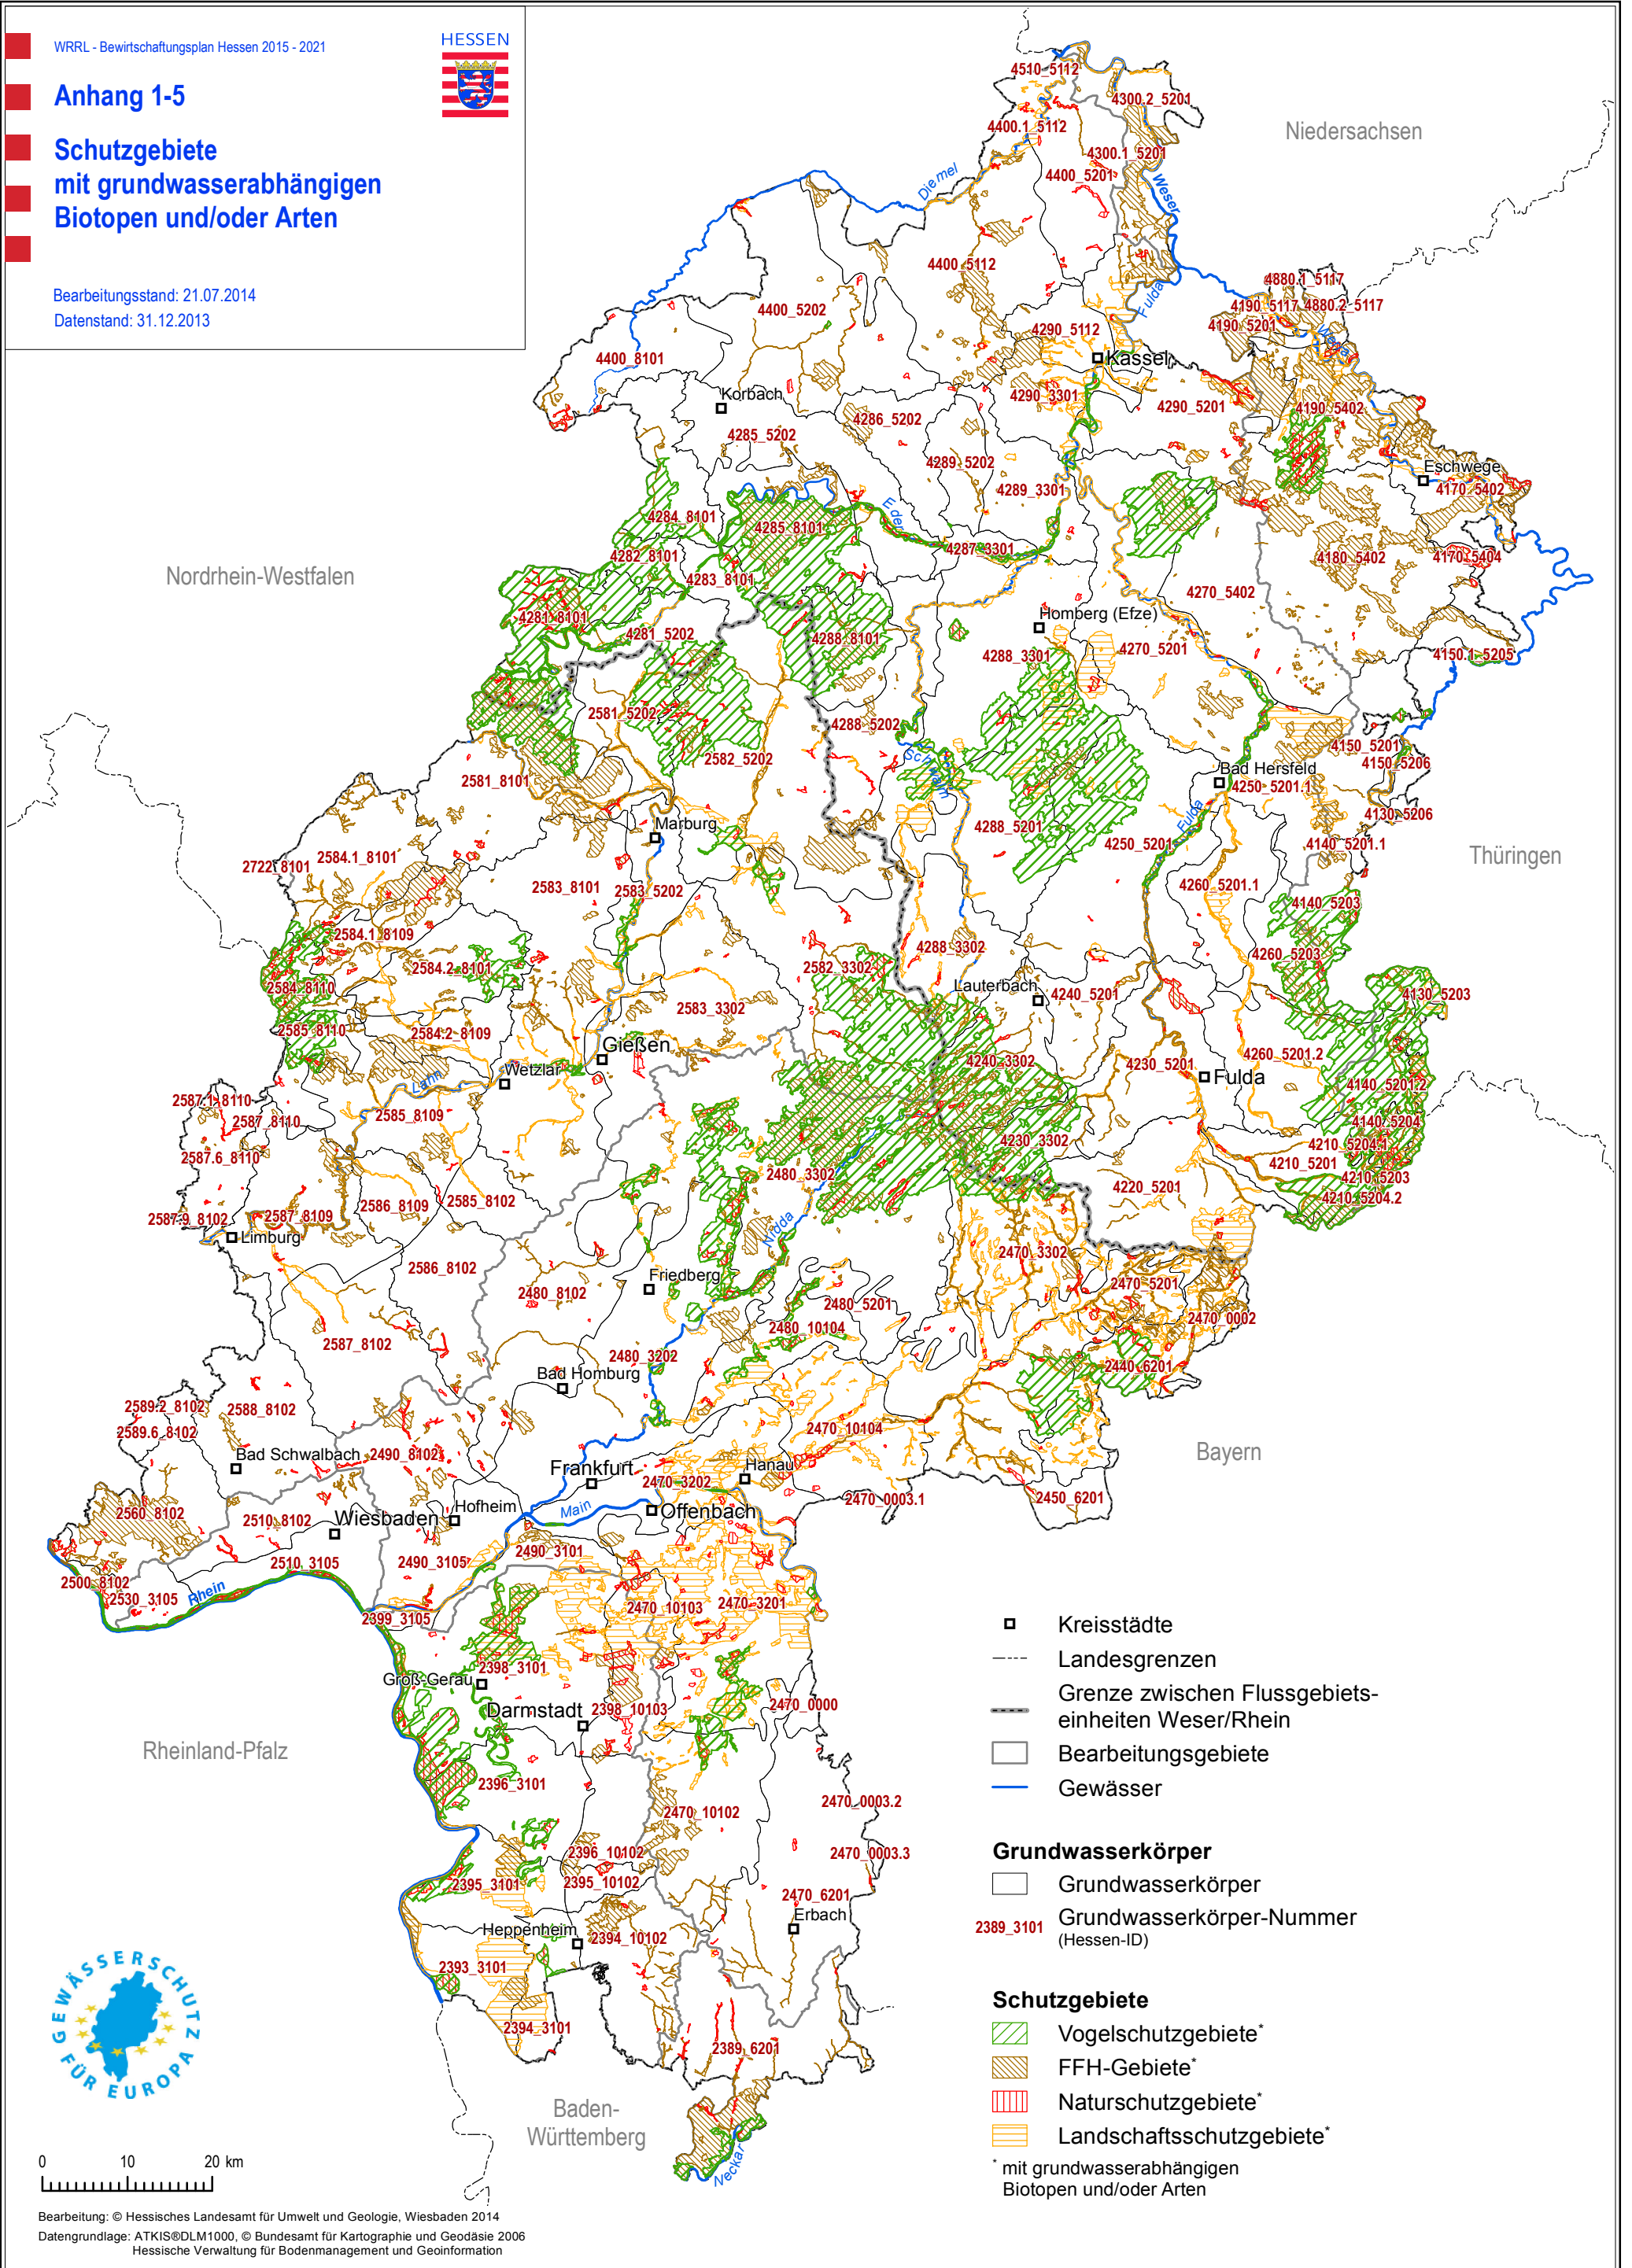 WRRL - Bewirtschaftungsplan Hessen 2015 - 2021
HESSEN
Anhang 1-5
Schutzgebiete
mit grundwasserabhängigen
Biotopen und/oder Arten
Bearbeitungsstand: 21.07.2014
Datenstand: 31.12.2013
Niedersachsen
4510_5112
4300.2_5201
4400.1_5112
4300.1_5201
4400_5201
Diemel
Weser
4400_5112
4880.1_5117
4190_5117
4880.2_5117
4190_5201
Fulda
Werra
4400_5202
4290_5112
4400_8101
Kassel
Korbach
4290_3301
4290_5201
4190_5402
4286_5202
4285_5202
4289_5202
Eschwege
4170_5402
4289_3301
4284_8101
4285_8101
Eder
4287_3301
4282_8101
4180_5402
4170_5404
Nordrhein-Westfalen
4283_8101
4270_5402
4281_8101
Homberg (Efze)
4281_5202
4288_8101
4288_3301
4270_5201
4150.1_5205
2581_5202
4288_5202
4150_5201
2582_5202
4150_5206
Schwalm
2581_8101
Bad Hersfeld
4250_5201.1
4130_5206
Marburg
4288_5201
Fulda
4250_5201
4140_5201.1
Thüringen
2584.1_8101
2722_8101
2583_8101
2583_5202
4260_5201.1
4140_5203
2584.1_8109
4288_3302
4260_5203
2584.2_8101
2582_3302
2584_8110
Lauterbach
4240_5201
4130_5203
2583_3302
2585_8110
2584.2_8109
Gießen
4240_3302
4230_5201
4260_5201.2
Wetzlar
Lahn
Fulda
4140_5201.2
2587.1_8110
2587_8110
2585_8109
4140_5204
4230_3302
4210_5204.1
2587.6_8110
4210_5201
2480_3302
4210_5203
4220_5201
4210_5204.2
2586_8109
2585_8102
2587.9_8102
2587_8109
Limburg
Nidda
2470_3302
2586_8102
Friedberg
2470_5201
2480_8102
2480_5201
2470_0002
2480_10104
2587_8102
2480_3202
2440_6201
Bad Homburg
2589.2_8102
2588_8102
2589.6_8102
2470_10104
Bayern
Bad Schwalbach
2490_8102
Frankfurt
Hanau
2470_3202
2470_0003.1
2450_6201
2560_8102
2510_8102
Wiesbaden
Hofheim
Main
Offenbach
2490_3101
2510_3105
2490_3105
2500_8102
2530_3105
Rhein
2399_3105
2470_10103
2470_3201
Kreisstädte
Landesgrenzen
Grenze zwischen Flussgebiets-
einheiten Weser/Rhein
Bearbeitungsgebiete
Gewässer
2398_3101
Groß-Gerau
Darmstadt
2398_10103
2470_0000
Rheinland-Pfalz
2396_3101
2470_10102
2470_0003.2
2396_10102
2470_0003.3
2395_3101
2395_10102
2470_6201
Heppenheim
2394_10102
Erbach
2393_3101
2394_3101
2389_6201
Grundwasserkörper
Grundwasserkörper
2389_3101
Grundwasserkörper-Nummer
(Hessen-ID)
Schutzgebiete
Vogelschutzgebiete*
FFH-Gebiete*
Naturschutzgebiete*
Landschaftsschutzgebiete*
* mit grundwasserabhängigen
Biotopen und/oder Arten
GEWÄSSERSCHUTZ
FÜR EUROPA
Baden-
Württemberg
Neckar
0 10 20 km
Bearbeitung: © Hessisches Landesamt für Umwelt und Geologie, Wiesbaden 2014
Datengrundlage: ATKIS®DLM1000, © Bundesamt für Kartographie und Geodäsie 2006
Hessische Verwaltung für Bodenmanagement und Geoinformation